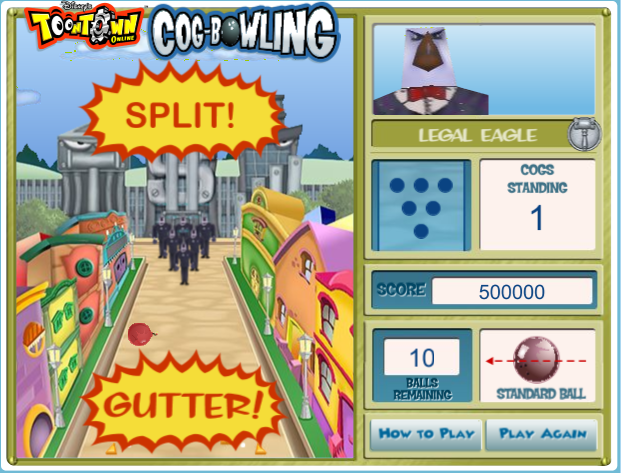 Disney's
TOONTOWN
ONLINE
COG-BOWLING
SPLIT!
LEGAL EAGLE
COGS
STANDING
1
SCORE 500000
10
BALLS
REMAINING
STANDARD BALL
GUTTER!
HOW TO PLAY
PLAY AGAIN